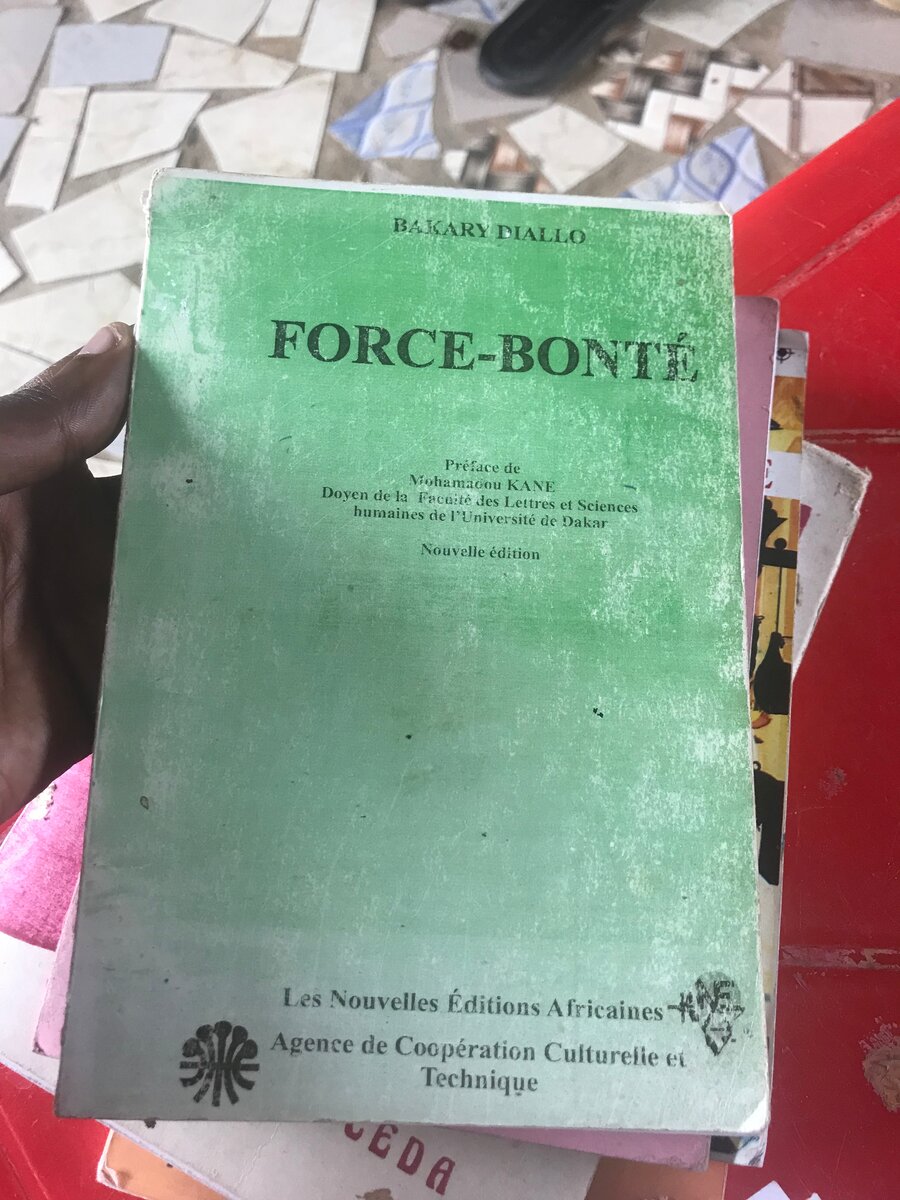 BAKARY DIALLO
FORCE-BONTÉ
Préface de
Mohamadou KANE
Doyen de la Faculté des Lettres et Sciences
humaines de l'Université de Dakar
Nouvelle édition
Les Nouvelles Éditions Africaines
Agence de Coopération Culturelle et
Technique
CEDA